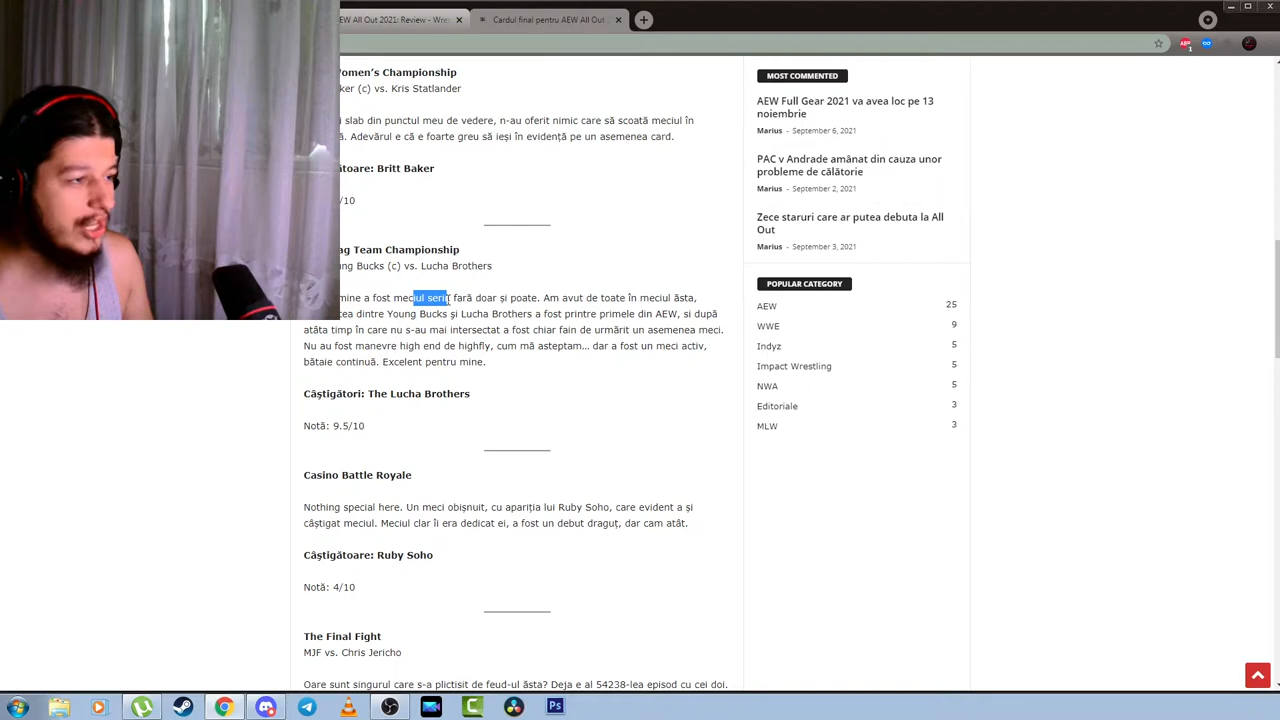 AEW All Out 2021: Review - Wre
Cardul final pentru AEW All Out
omen's Championship
ker (c) vs. Kris Statlander
i slab din punctul meu de vedere, n-au oferit nimic care să scoată meciul în
ă. Adevărul e că e foarte greu să ieși în evidență pe un asemenea card.
ătoare: Britt Baker
/10
ag Team Championship
ng Bucks (c) vs. Lucha Brothers
mine a fost meciul serii, fară doar și poate. Am avut de toate în meciul ăsta,
tea dintre Young Bucks și Lucha Brothers a fost printre primele din AEW, si după
atâta timp în care nu s-au mai intersectat a fost chiar fain de urmărit un asemenea meci.
Nu au fost manevre high end de highfly, cum mă asteptam... dar a fost un meci activ,
bătaie continuă. Excelent pentru mine.
Câștigători: The Lucha Brothers
Notă: 9.5/10
Casino Battle Royale
Nothing special here. Un meci obișnuit, cu apariția lui Ruby Soho, care evident a și
câștigat meciul. Meciul clar îi era dedicat ei, a fost un debut draguț, dar cam atât.
Câștigătoare: Ruby Soho
Notă: 4/10
The Final Fight
MJF vs. Chris Jericho
Oare sunt singurul care s-a plictisit de feud-ul ăsta? Deja e al 54238-lea episod cu cei doi.
MOST COMMENTED
AEW Full Gear 2021 va avea loc pe 13
noiembrie
Marius - September 6, 2021
PAC v Andrade amânat din cauza unor
probleme de călătorie
Marius - September 2, 2021
Zece staruri care ar putea debuta la All
Out
Marius - September 3, 2021
POPULAR CATEGORY
AEW 25
WWE 9
Indyz 5
Impact Wrestling 5
NWA 5
Editoriale 3
MLW 3